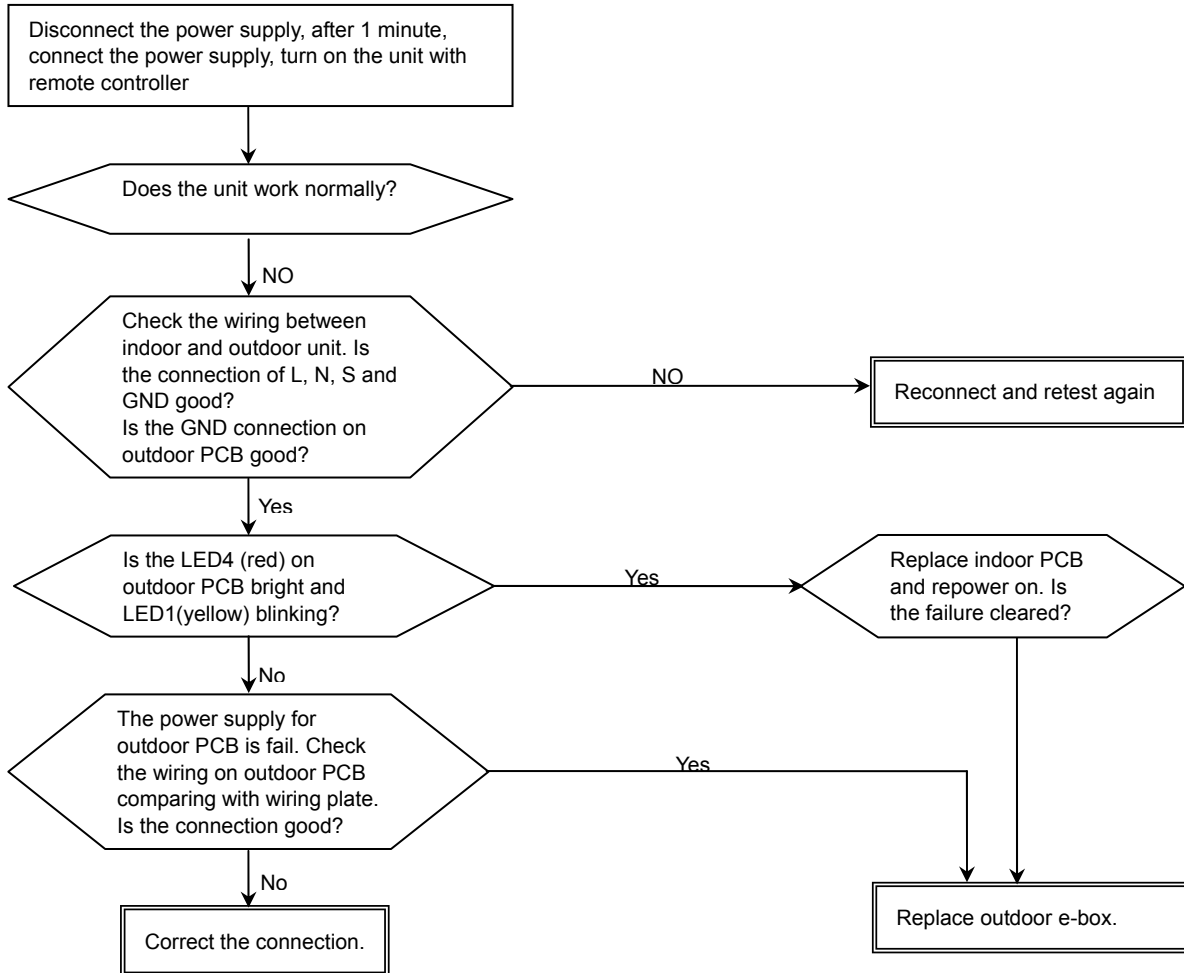 Disconnect the power supply, after 1 minute,
connect the power supply, turn on the unit with
remote controller
Does the unit work normally?
NO
Check the wiring between
indoor and outdoor unit. Is
the connection of L, N, S and
GND good?
Is the GND connection on
outdoor PCB good?
NO
Reconnect and retest again
Yes
Is the LED4 (red) on
outdoor PCB bright and
LED1(yellow) blinking?
Yes
Replace indoor PCB
and repower on. Is
the failure cleared?
No
The power supply for
outdoor PCB is fail. Check
the wiring on outdoor PCB
comparing with wiring plate.
Is the connection good?
Yes
No
Correct the connection.
Replace outdoor e-box.